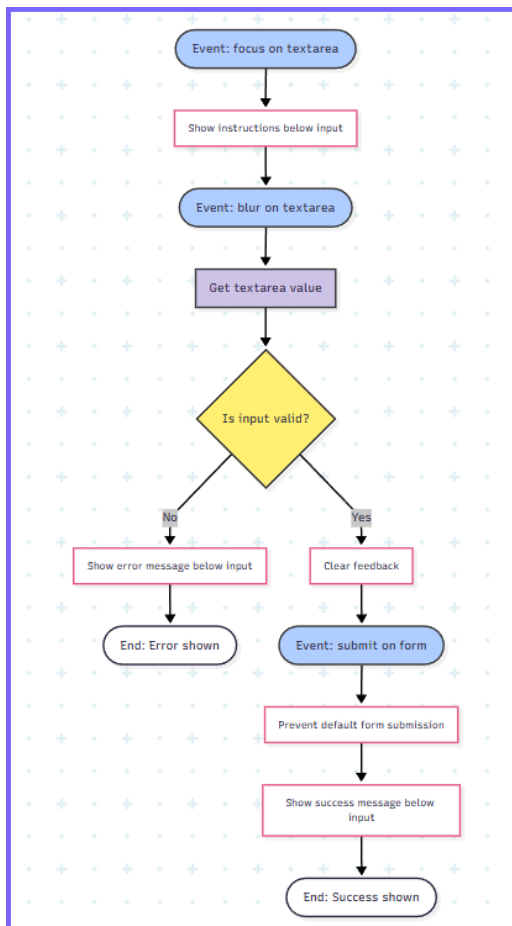 Event: focus on textarea
Show instructions below input
Event: blur on textarea
Get textarea value
Is input valid?
No
Yes
Show error message below input
Clear feedback
End: Error shown
Event: submit on form
Prevent default form submission
Show success message below
input
End: Success shown